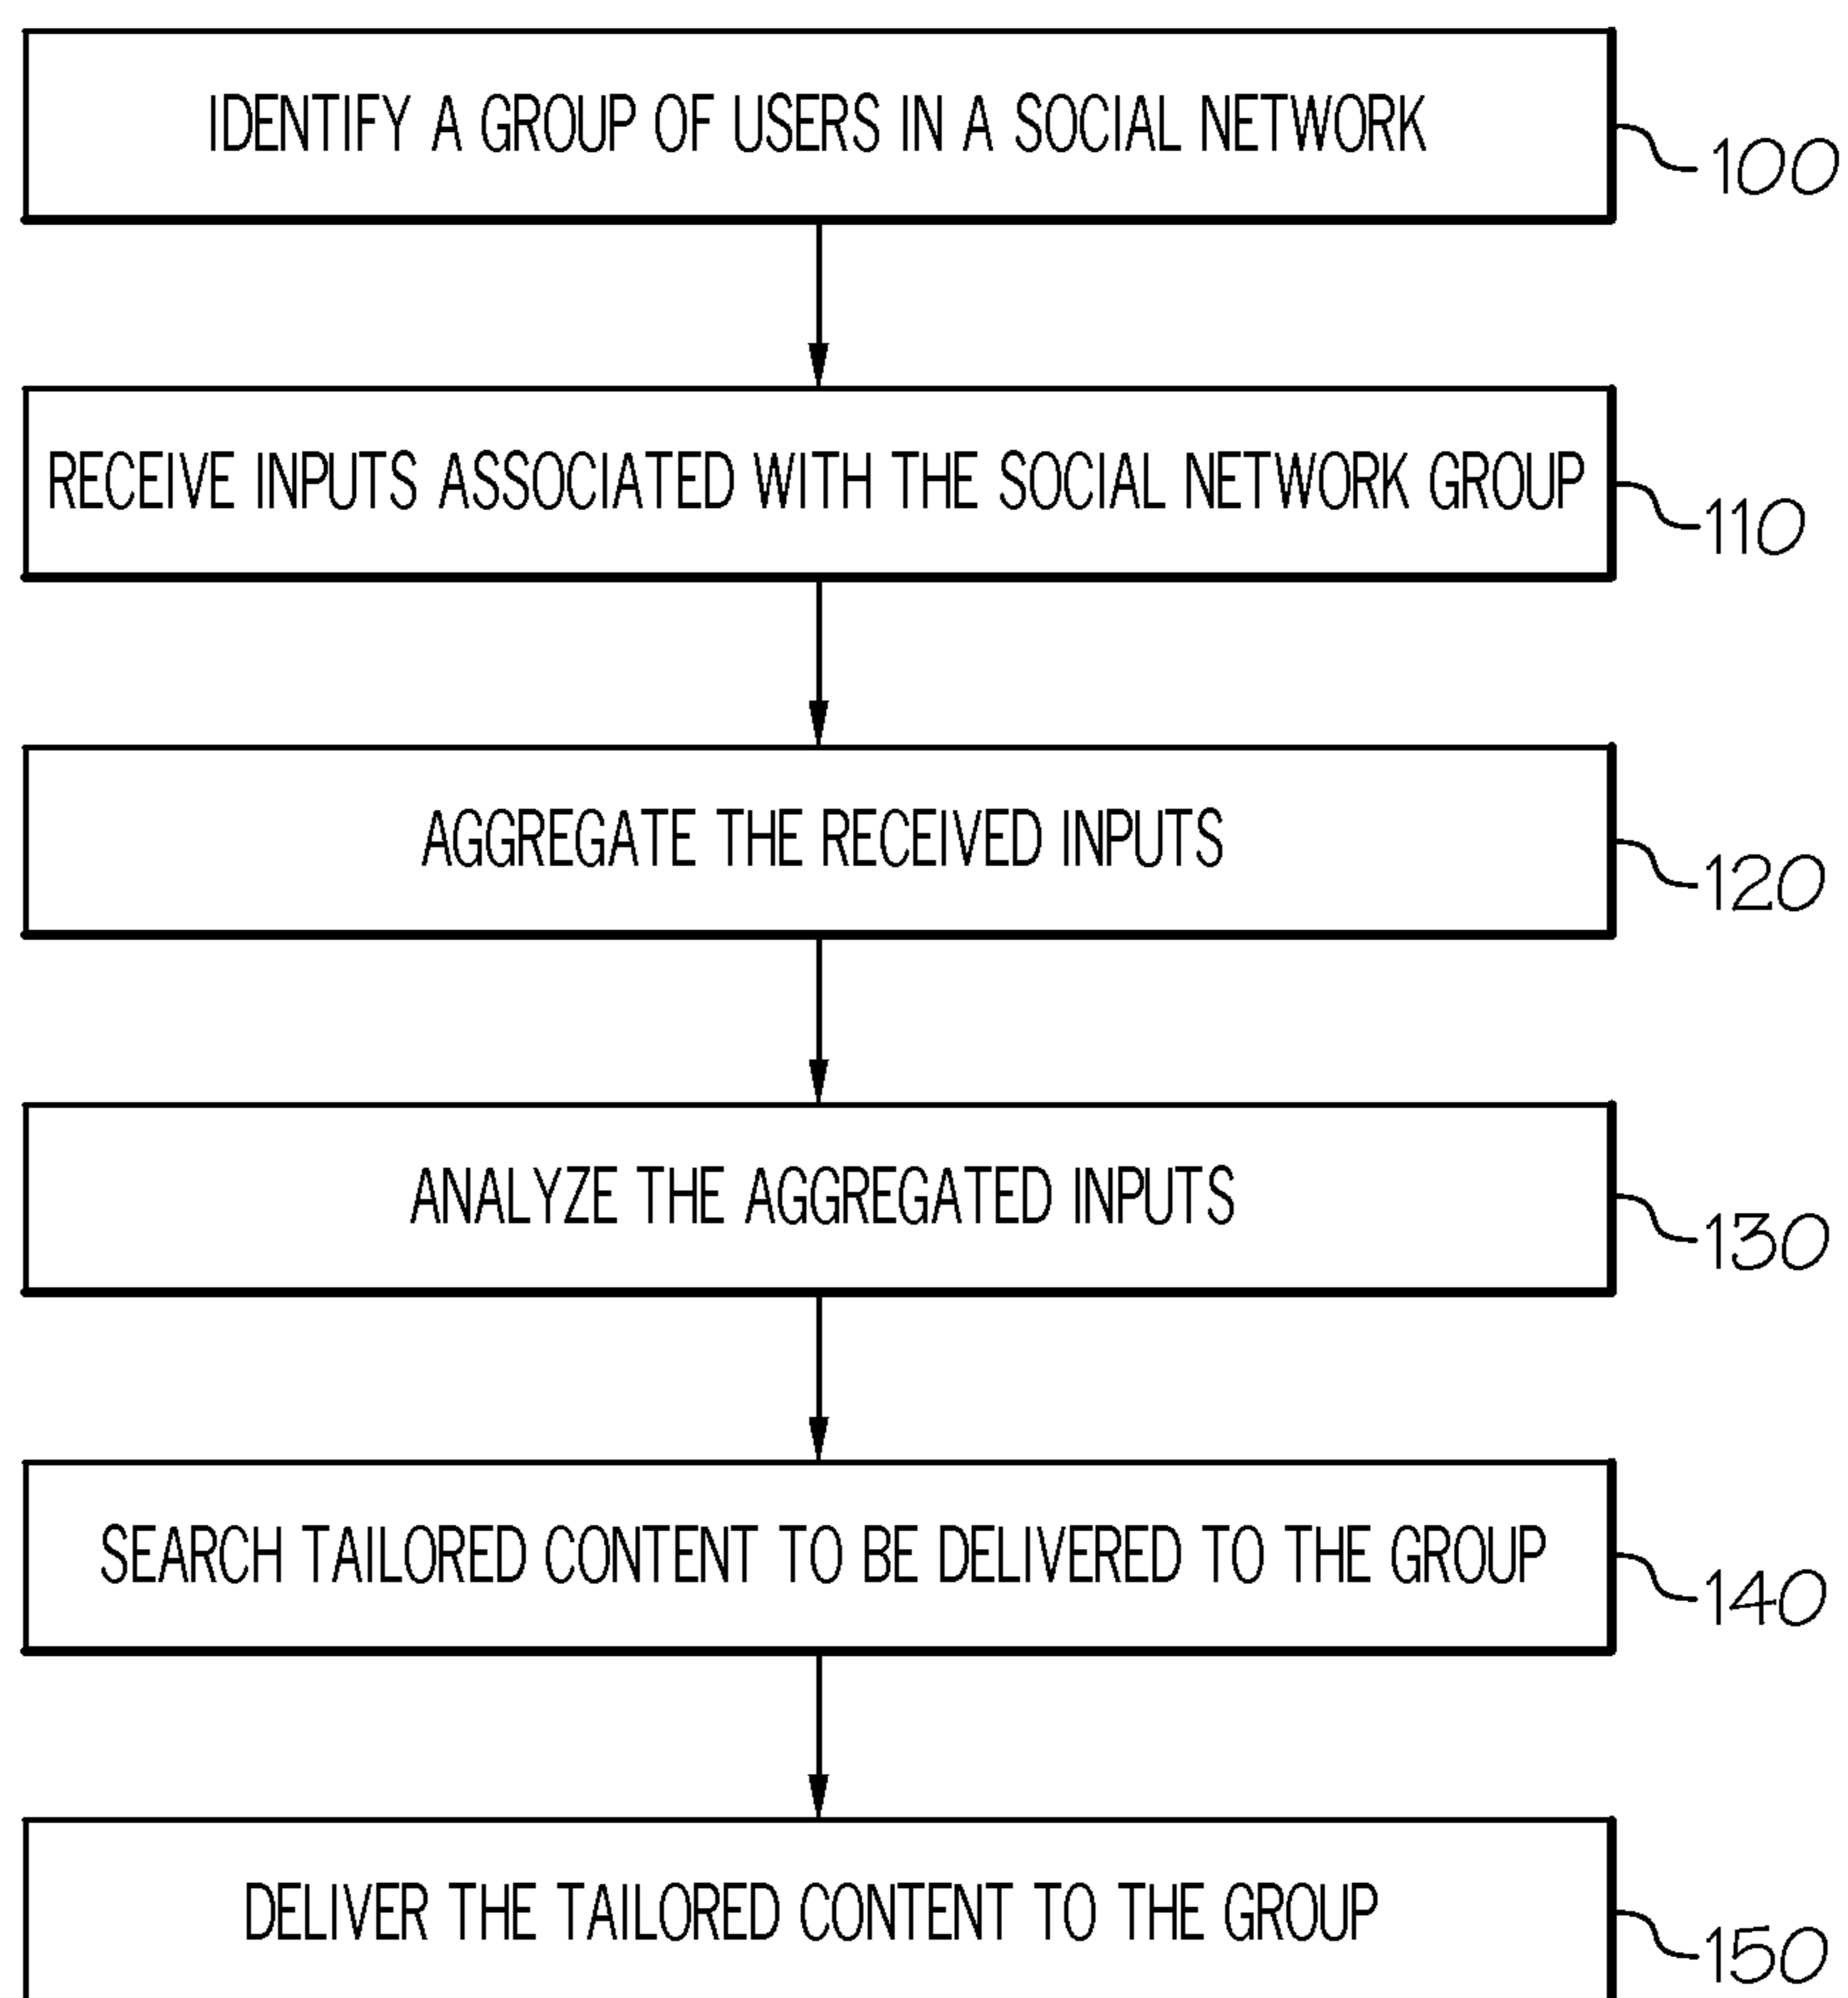 IDENTIFY A GROUP OF USERS IN A SOCIAL NETWORK
100
RECEIVE INPUTS ASSOCIATED WITH THE SOCIAL NETWORK GROUP
110
AGGREGATE THE RECEIVED INPUTS
120
ANALYZE THE AGGREGATED INPUTS
130
SEARCH TAILORED CONTENT TO BE DELIVERED TO THE GROUP
140
DELIVER THE TAILORED CONTENT TO THE GROUP
150